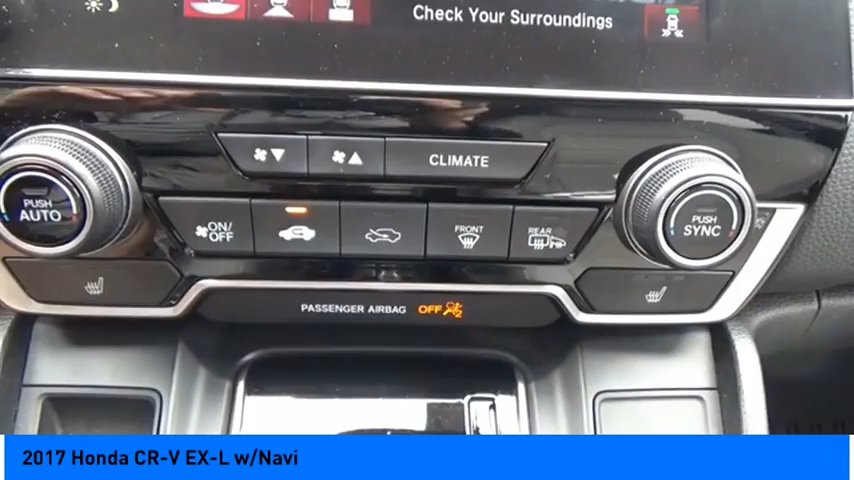 Check Your Surroundings
CLIMATE
PUSH
AUTO
ON/
OFF
FRONT
REAR
PUSH
SYNC
PASSENGER AIRBAG OFF
2017 Honda CR-V EX-L w/Navi